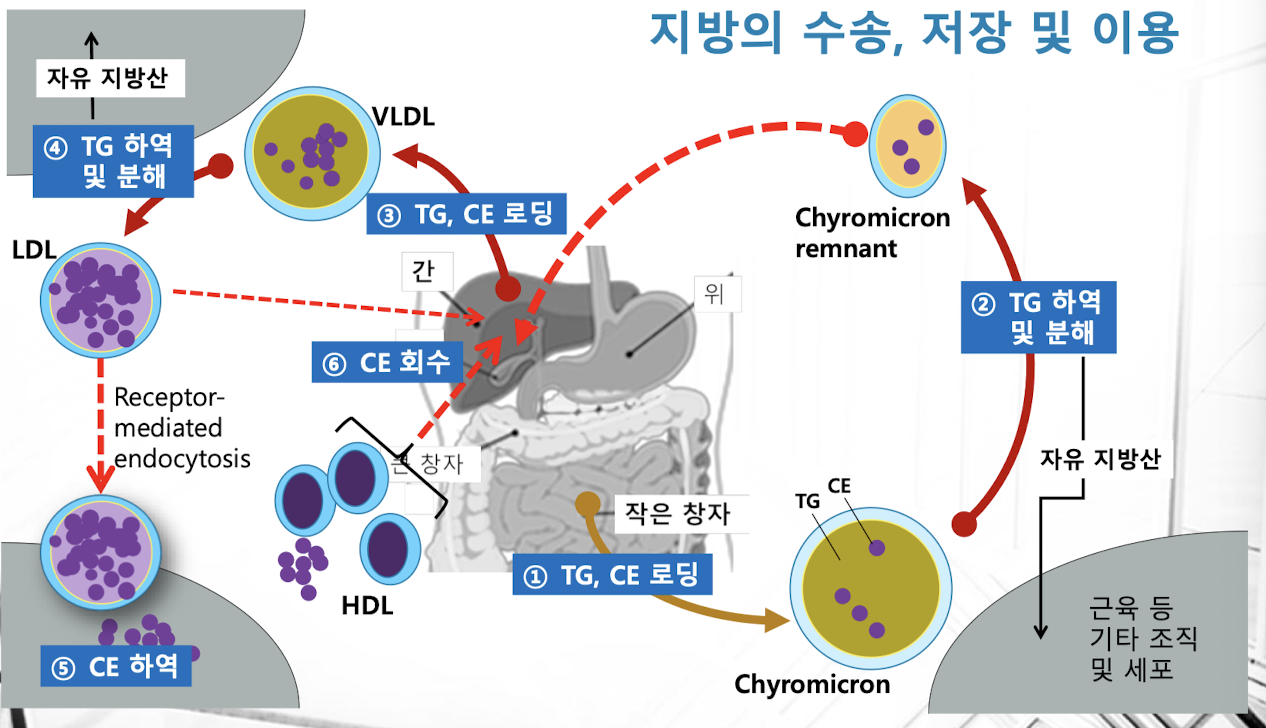 지방의 수송, 저장 및 이용
자유 지방산
④ TG 하역
및 분해
VLDL
③ TG, CE 로딩
LDL
간
위
Chyromicron
remnant
② TG 하역
및 분해
⑥ CE 회수
Receptor-
mediated
endocytosis
큰 창자
자유 지방산
TG
CE
작은 창자
① TG, CE 로딩
HDL
근육 등
기타 조직
및 세포
⑤ CE 하역
Chyromicron